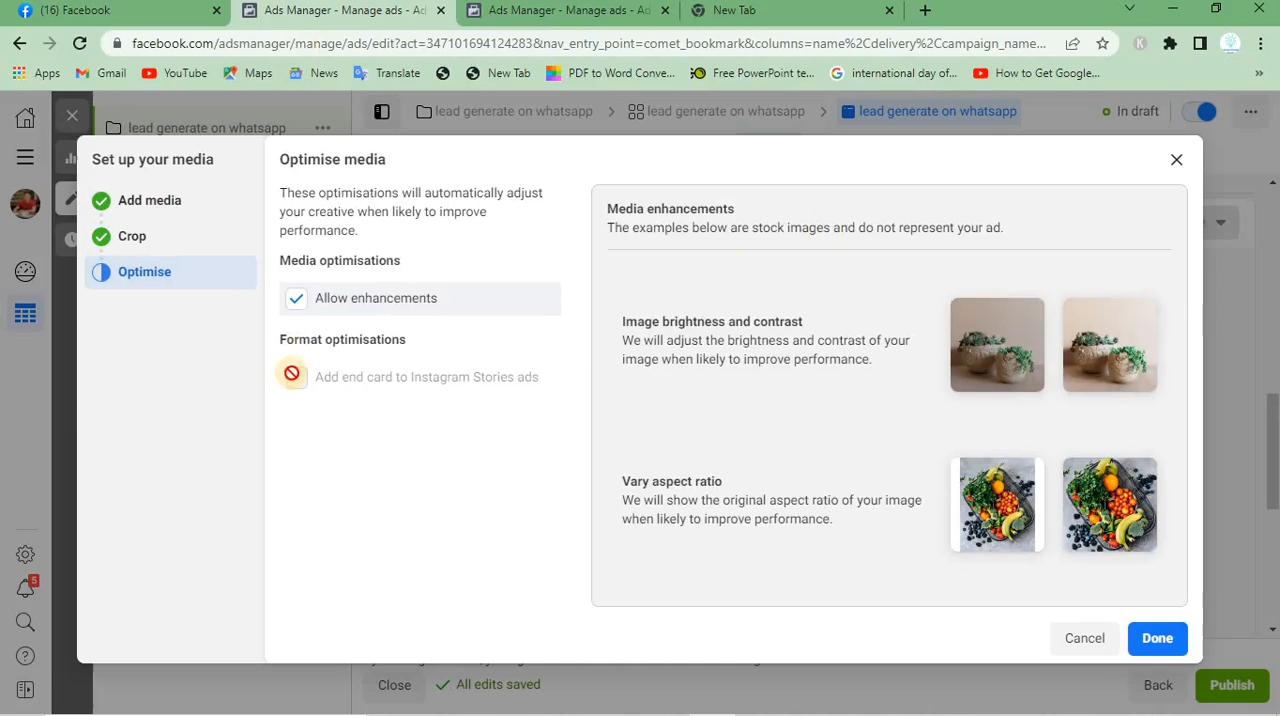 (16) Facebook
Ads Manager - Manage ads - Ad
Ads Manager - Manage ads - Ad
New Tab
facebook.com/adsmanager/manage/ads/edit?act=347101694124283&nav_entry_point=comet_bookmark&columns=name%2Cdelivery%2Ccampaign_name...
Apps
Gmail
YouTube
Maps
News
Translate
New Tab
PDF to Word Conve...
Free PowerPoint te...
international day of...
How to Get Google...
lead generate on whatsapp
lead generate on whatsapp
lead generate on whatsapp
lead generate on whatsapp
In draft
Set up your media
Add media
Crop
Optimise
Optimise media
These optimisations will automatically adjust
your creative when likely to improve
performance.
Media optimisations
Allow enhancements
Format optimisations
Add end card to Instagram Stories ads
Media enhancements
The examples below are stock images and do not represent your ad.
Image brightness and contrast
We will adjust the brightness and contrast of your
image when likely to improve performance.
Vary aspect ratio
We will show the original aspect ratio of your image
when likely to improve performance.
Cancel
Done
5
Close
All edits saved
Back
Publish